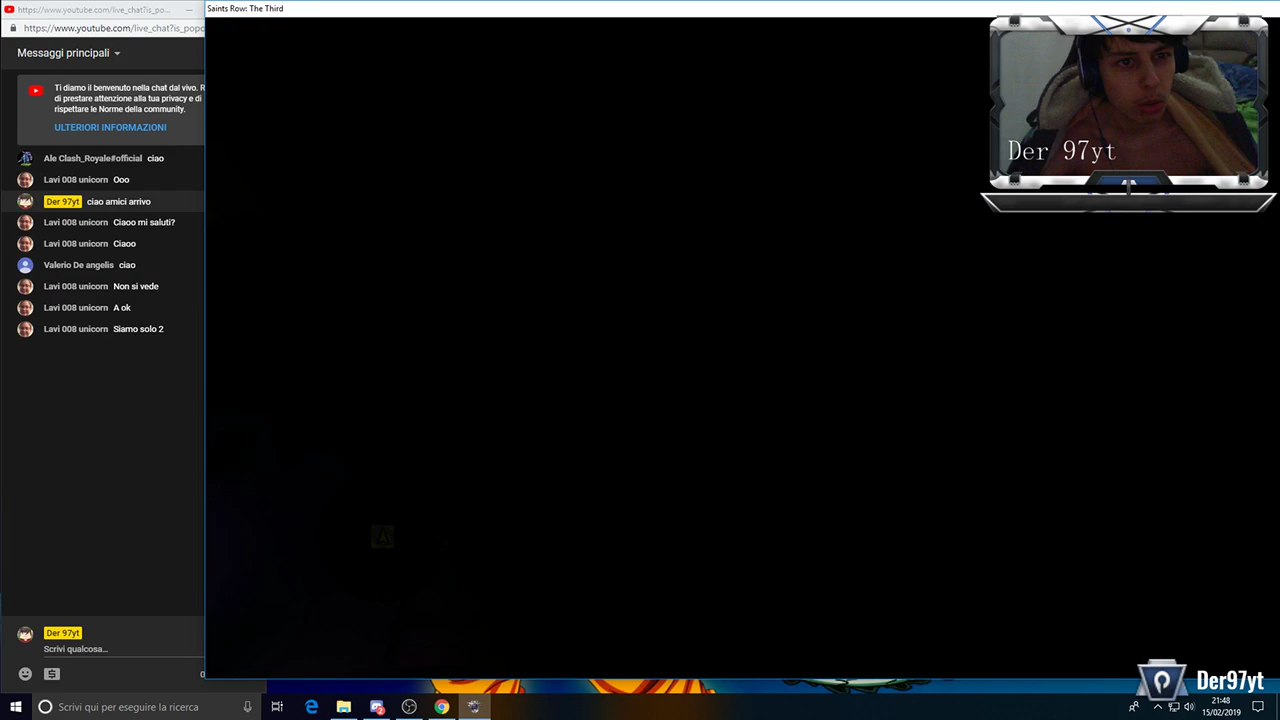 https://www.youtube.com/live_chat?is_po...
Saints Row: The Third
https://www.youtube.com/live_chat?is_popo
Messaggi principali
Ti diamo il benvenuto nella chat dal vivo. R
di prestare attenzione alla tua privacy e di
rispettare le Norme della community.
ULTERIORI INFORMAZIONI
Ale Clash_Royale#official ciao
Lavi 008 unicorn Ooo
Der 97yt ciao amici arrivo
Lavi 008 unicorn Ciaoo mi saluti?
Lavi 008 unicorn Ciaoo
Valerio De angelis ciao
Lavi 008 unicorn Non si vede
Lavi 008 unicorn A ok
Lavi 008 unicorn Siamo solo 2
Der 97yt
Der 97yt
Scrivi qualcosa...
0
Der97yt
Scrivi qui per eseguire la ricerca
21:48
15/02/2019